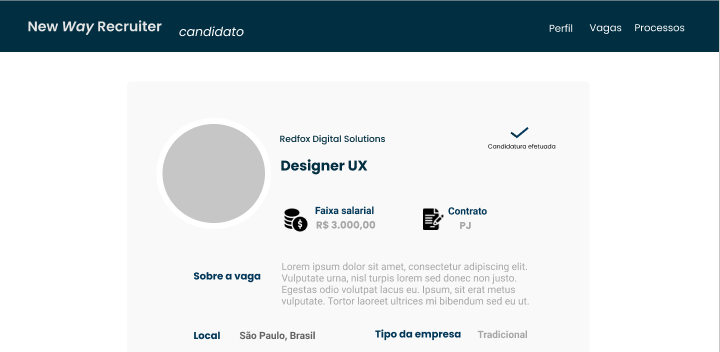 New Way Recruiter candidato Perfil Vagas Processos
Redfox Digital Solutions
Candidatura efetuada
Designer UX
Faixa salarial Contrato
R$ 3.000,00 PJ
Sobre a vaga
Lorem ipsum dolor sit amet, consectetur adipiscing elit.
Vulputate urna, nisl turpis lorem sed donec non justo.
Egestas odio volutpat lacus eu. Ipsum, sit erat metus
vulputate. Tortor laoreet ultrices mi bibendum sed eu ut.
Local São Paulo, Brasil Tipo da empresa Tradicional